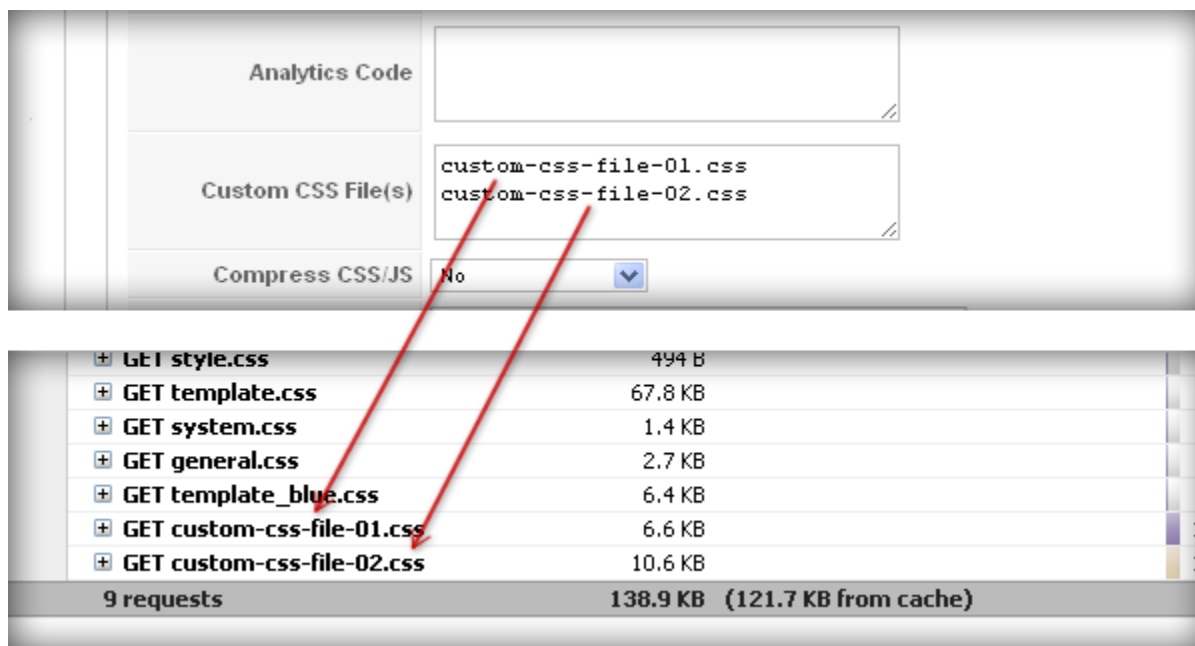 Analytics Code
Custom CSS File(s)
custom-css-file-01.css
custom-css-file-02.css
Compress CSS/JS No
GET style.css 494 B
GET template.css 67.8 KB
GET system.css 1.4 KB
GET general.css 2.7 KB
GET template_blue.css 6.4 KB
GET custom-css-file-01.css 6.6 KB
GET custom-css-file-02.css 10.6 KB
9 requests 138.9 KB (121.7 KB from cache)